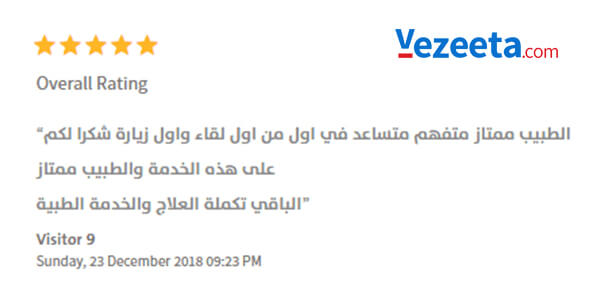 Vezeeta.com
Overall Rating
“الطبيب ممتاز متفهم متساعد في اول من اول لقاء واول زيارة شكرا لكم
على هذه الخدمة والطبيب ممتاز
الباقي تكملة العلاج والخدمة الطبية”
Visitor 9
Sunday, 23 December 2018 09:23 PM